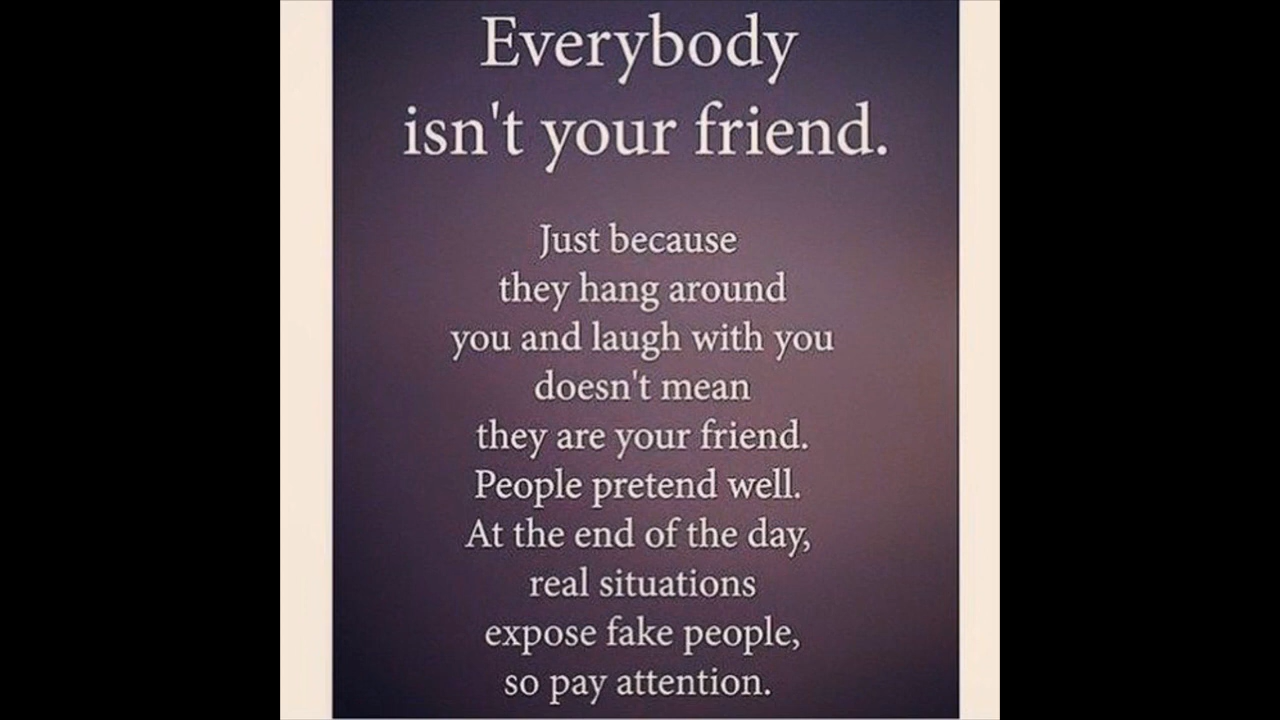 Everybody
isn't your friend.
Just because
they hang around
you and laugh with you
doesn't mean
they are your friend.
People pretend well.
At the end of the day,
real situations
expose fake people,
so pay attention.